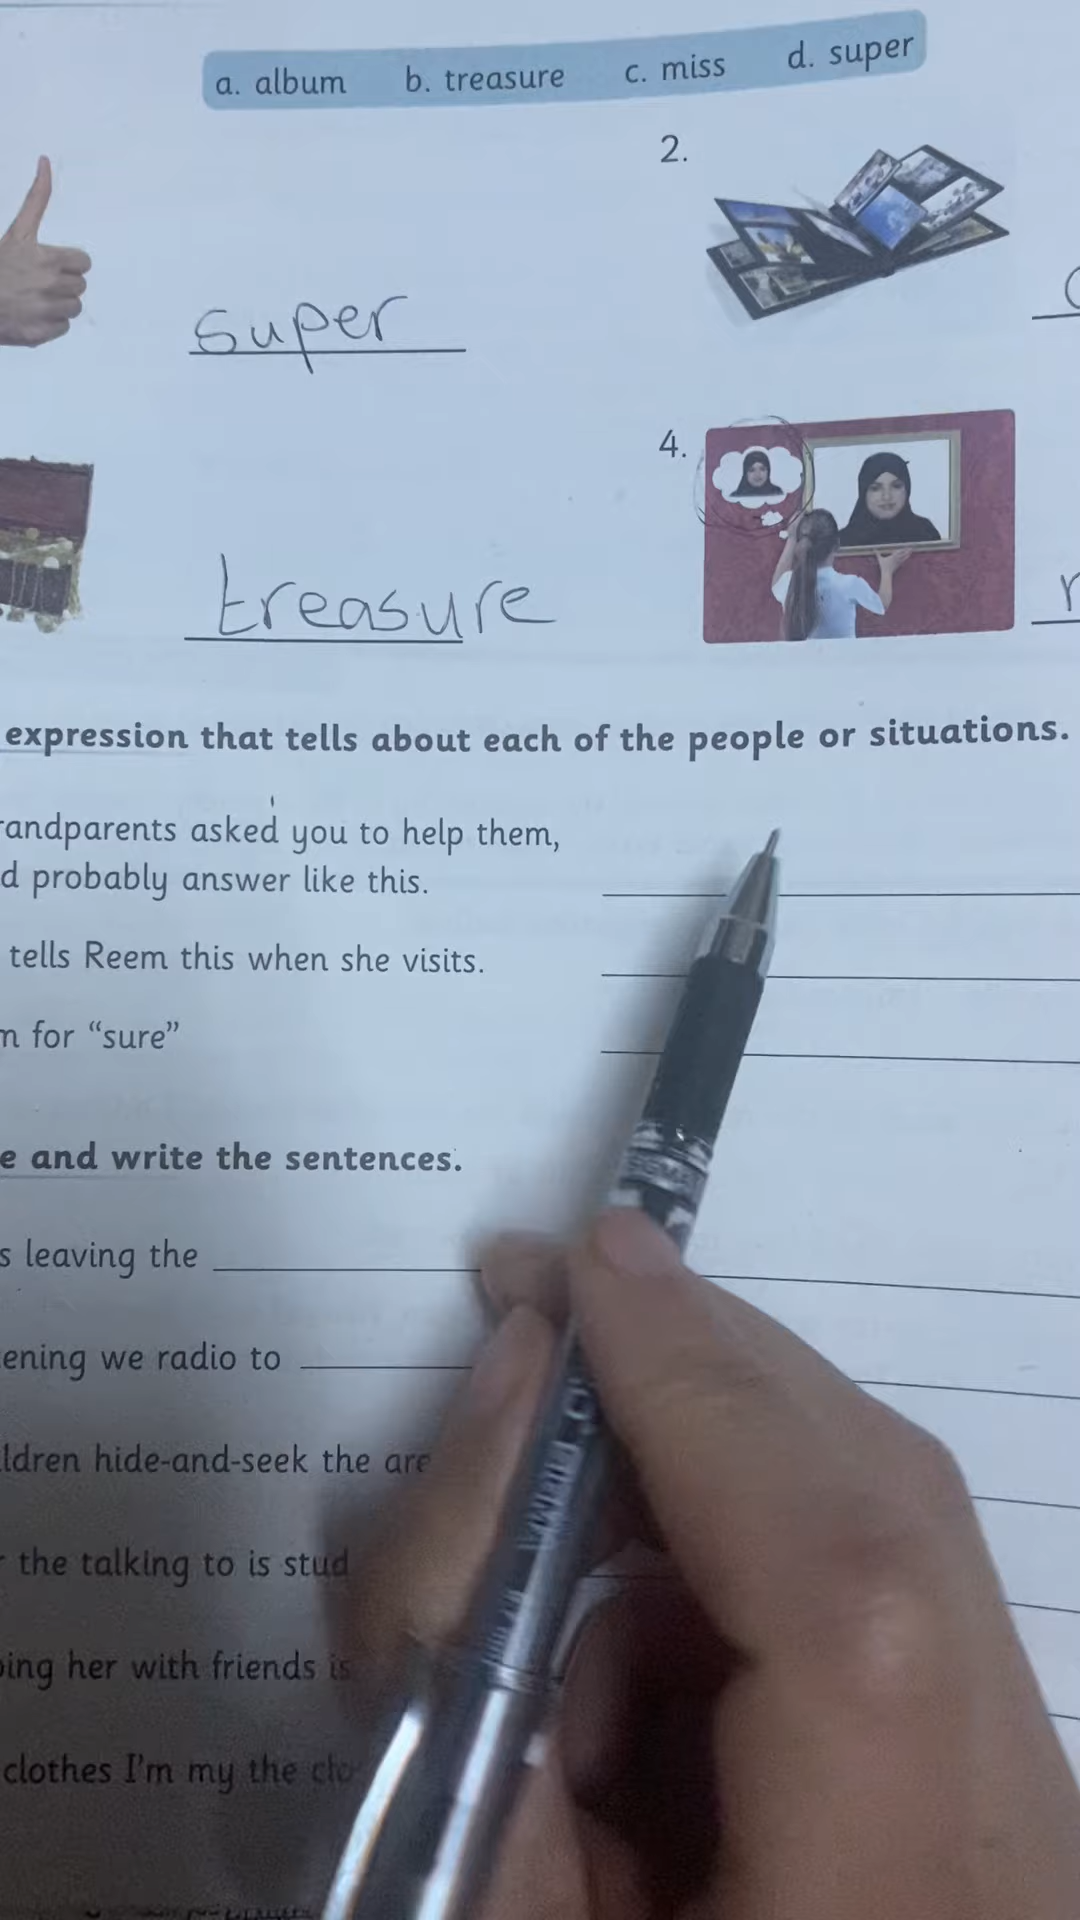 a. album b. treasure c. miss d. super
2.
super
4.
treasure
expression that tells about each of the people or situations.
randparents asked you to help them,
d probably answer like this.
tells Reem this when she visits.
m for “sure”
e and write the sentences.
s leaving the
ening we radio to
ldren hide-and-seek the are
the talking to is stud
ing her with friends is
clothes I'm my the clo
SIGMA